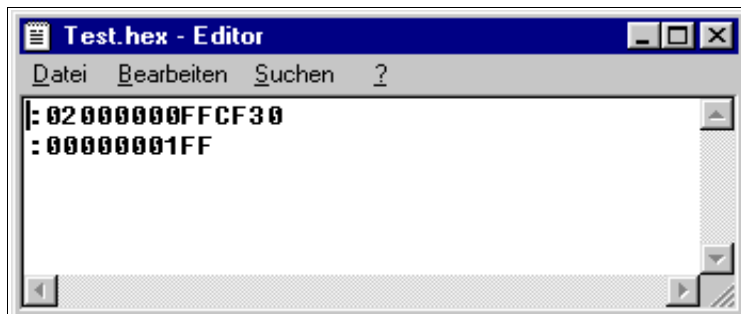 Test.hex - Editor
Datei Bearbeiten Suchen ?
:02000000FFCF30
:00000001FF